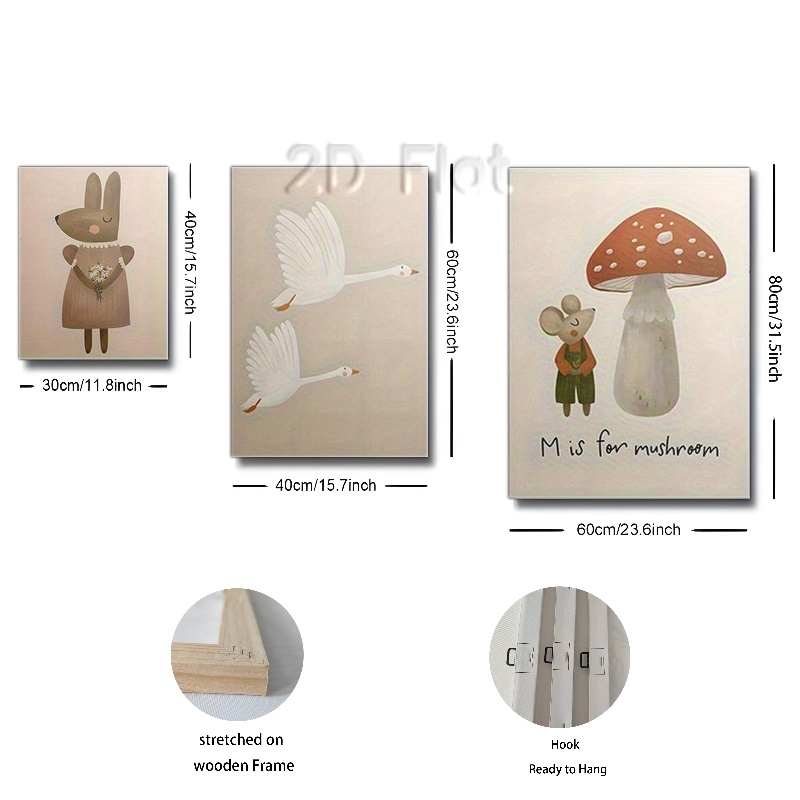 2D Flat
40cm/15.7inch
30cm/11.8inch
60cm/23.6inch
40cm/15.7inch
M is for mushroom
80cm/31.5inch
60cm/23.6inch
stretched on
wooden Frame
Hook
Ready to Hang